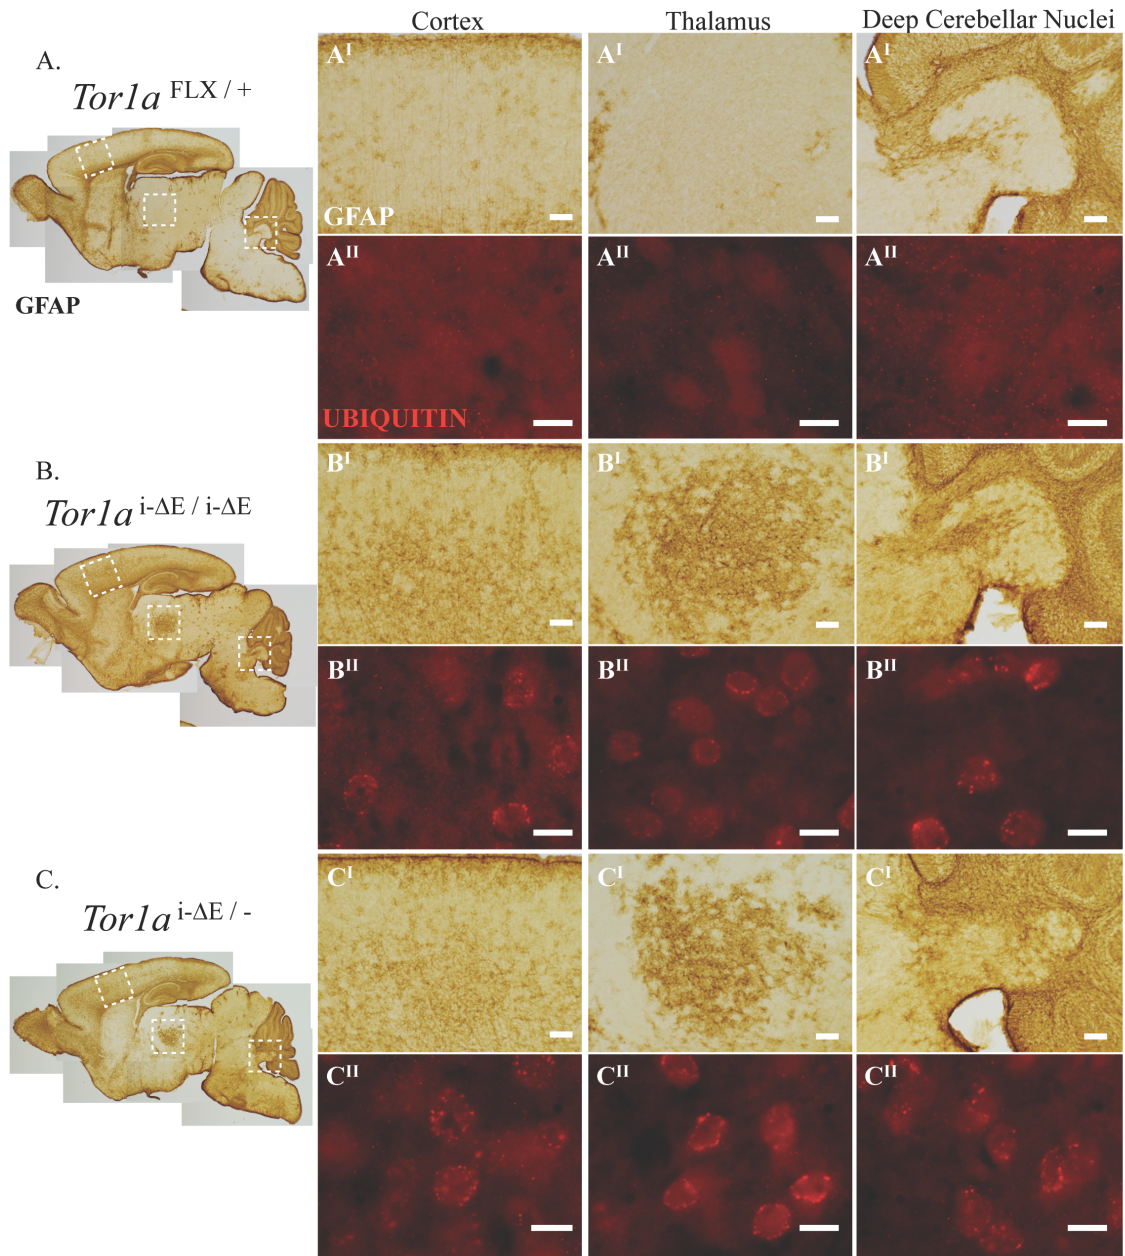 Cortex Thalamus Deep Cerebellar Nuclei
A.
Tor1a FLX / +
GFAP
A^I A^I A^I
GFAP
A^II A^II A^II
UBIQUITIN
B.
Tor1a i-ΔE / i-ΔE
B^I B^I B^I
B^II B^II B^II
C.
Tor1a i-ΔE / -
C^I C^I C^I
C^II C^II C^II